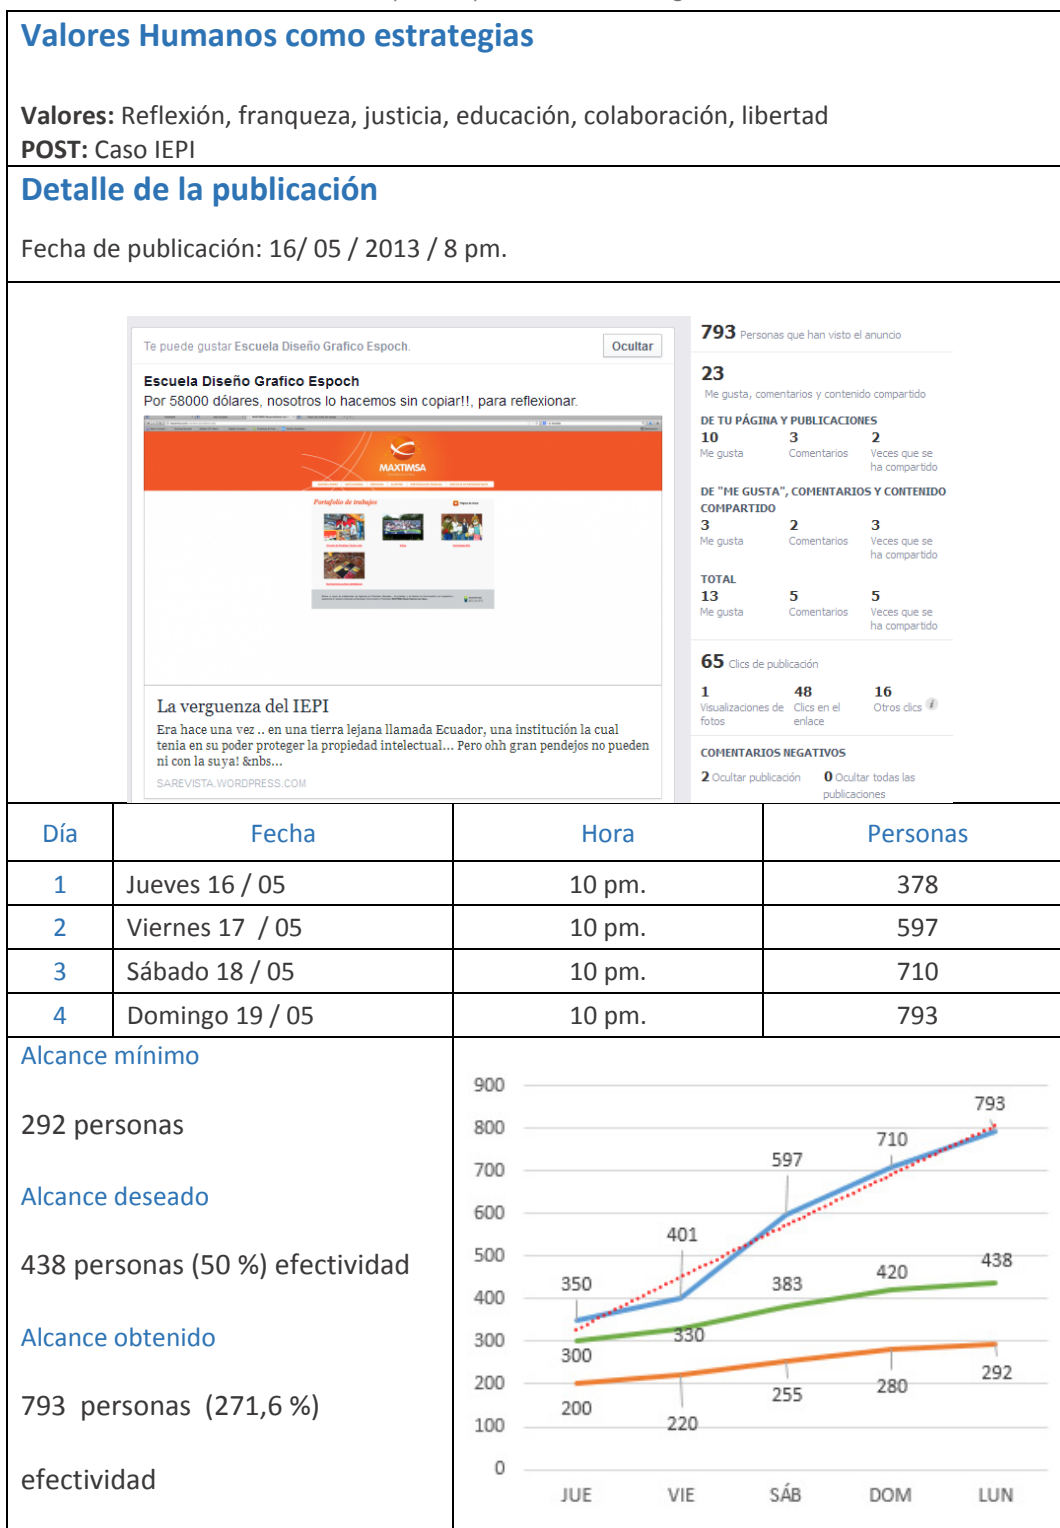 Valores Humanos como estrategias
Valores: Reflexión, franqueza, justicia, educación, colaboración, libertad
POST: Caso IEPI
Detalle de la publicación
Fecha de publicación: 16/ 05 / 2013 / 8 pm.
Te puede gustar Escuela Diseño Grafico Espoch.
Ocultar
Escuela Diseño Grafico Espoch
Por 58000 dólares, nosotros lo hacemos sin copiar!!, para reflexionar.
MAXTIMSA
Portafolio de trabajos
La verguenza del IEPI
Era hace una vez .. en una tierra lejana llamada Ecuador, una institución la cual
tenia en su poder proteger la propiedad intelectual... Pero ohh gran pendejos no pueden
ni con la suya! &nbs...
SAREVISTA.WORDPRESS.COM
793 Personas que han visto el anuncio
23
Me gusta, comentarios y contenido compartido
DE TU PÁGINA Y PUBLICACIONES
10 3 2
Me gusta Comentarios Veces que se
ha compartido
DE "ME GUSTA", COMENTARIOS Y CONTENIDO
COMPARTIDO
3 2 3
Me gusta Comentarios Veces que se
ha compartido
TOTAL
13 5 5
Me gusta Comentarios Veces que se
ha compartido
65 Clics de publicación
1 48 16
Visualizaciones de Clics en el Otros clics i
fotos enlace
COMENTARIOS NEGATIVOS
2 Ocultar publicación 0 Ocultar todas las
publicaciones
Día Fecha Hora Personas
1 Jueves 16 / 05 10 pm. 378
2 Viernes 17 / 05 10 pm. 597
3 Sábado 18 / 05 10 pm. 710
4 Domingo 19 / 05 10 pm. 793
Alcance mínimo
292 personas
Alcance deseado
438 personas (50 %) efectividad
Alcance obtenido
793 personas (271,6 %)
efectividad
900
800
700
600
500
400
300
200
100
0
350 401 597 710 793
300 330 383 420 438
200 220 255 280 292
JUE VIE SÁB DOM LUN